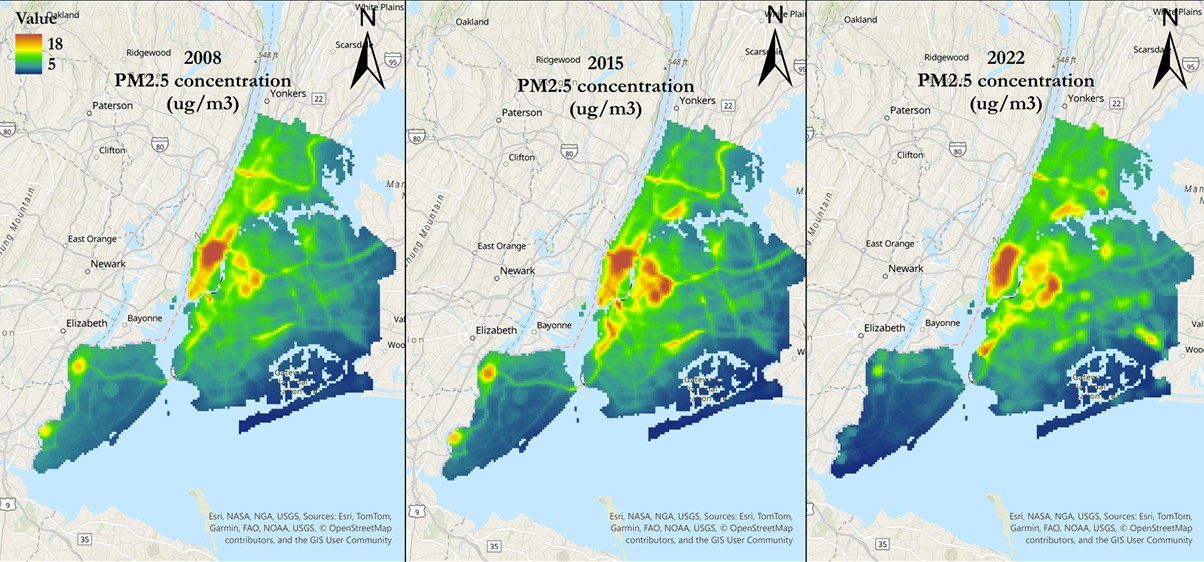 Value
18
5
2008
PM2.5 concentration
(ug/m3)
N
Oakland
White Plains
Ridgewood
Scarsdale
548 ft
95
Paterson
Yonkers
22
80
Clifton
80
East Orange
Newark
Elizabeth
Bayonne
9
35
Esri, NASA, NGA, USGS, Sources: Esri, TomTom,
Garmin, FAO, NOAA, USGS, © OpenStreetMap
contributors, and the GIS User Community
2015
PM2.5 concentration
(ug/m3)
N
Oakland
White Plains
Ridgewood
548 ft
95
Paterson
Yonkers
22
80
Clifton
80
East Orange
Newark
Elizabeth
Bayonne
9
35
Esri, NASA, NGA, USGS, Sources: Esri, TomTom,
Garmin, FAO, NOAA, USGS, © OpenStreetMap
contributors, and the GIS User Community
2022
PM2.5 concentration
(ug/m3)
N
Oakland
White Plains
Ridgewood
Scarsdale
548 ft
95
Paterson
Yonkers
22
Clifton
80
East Orange
Newark
Elizabeth
Bayonne
35
Esri, NASA, NGA, USGS, Sources: Esri, TomTom,
Garmin, FAO, NOAA, USGS, © OpenStreetMap
contributors, and the GIS User Community